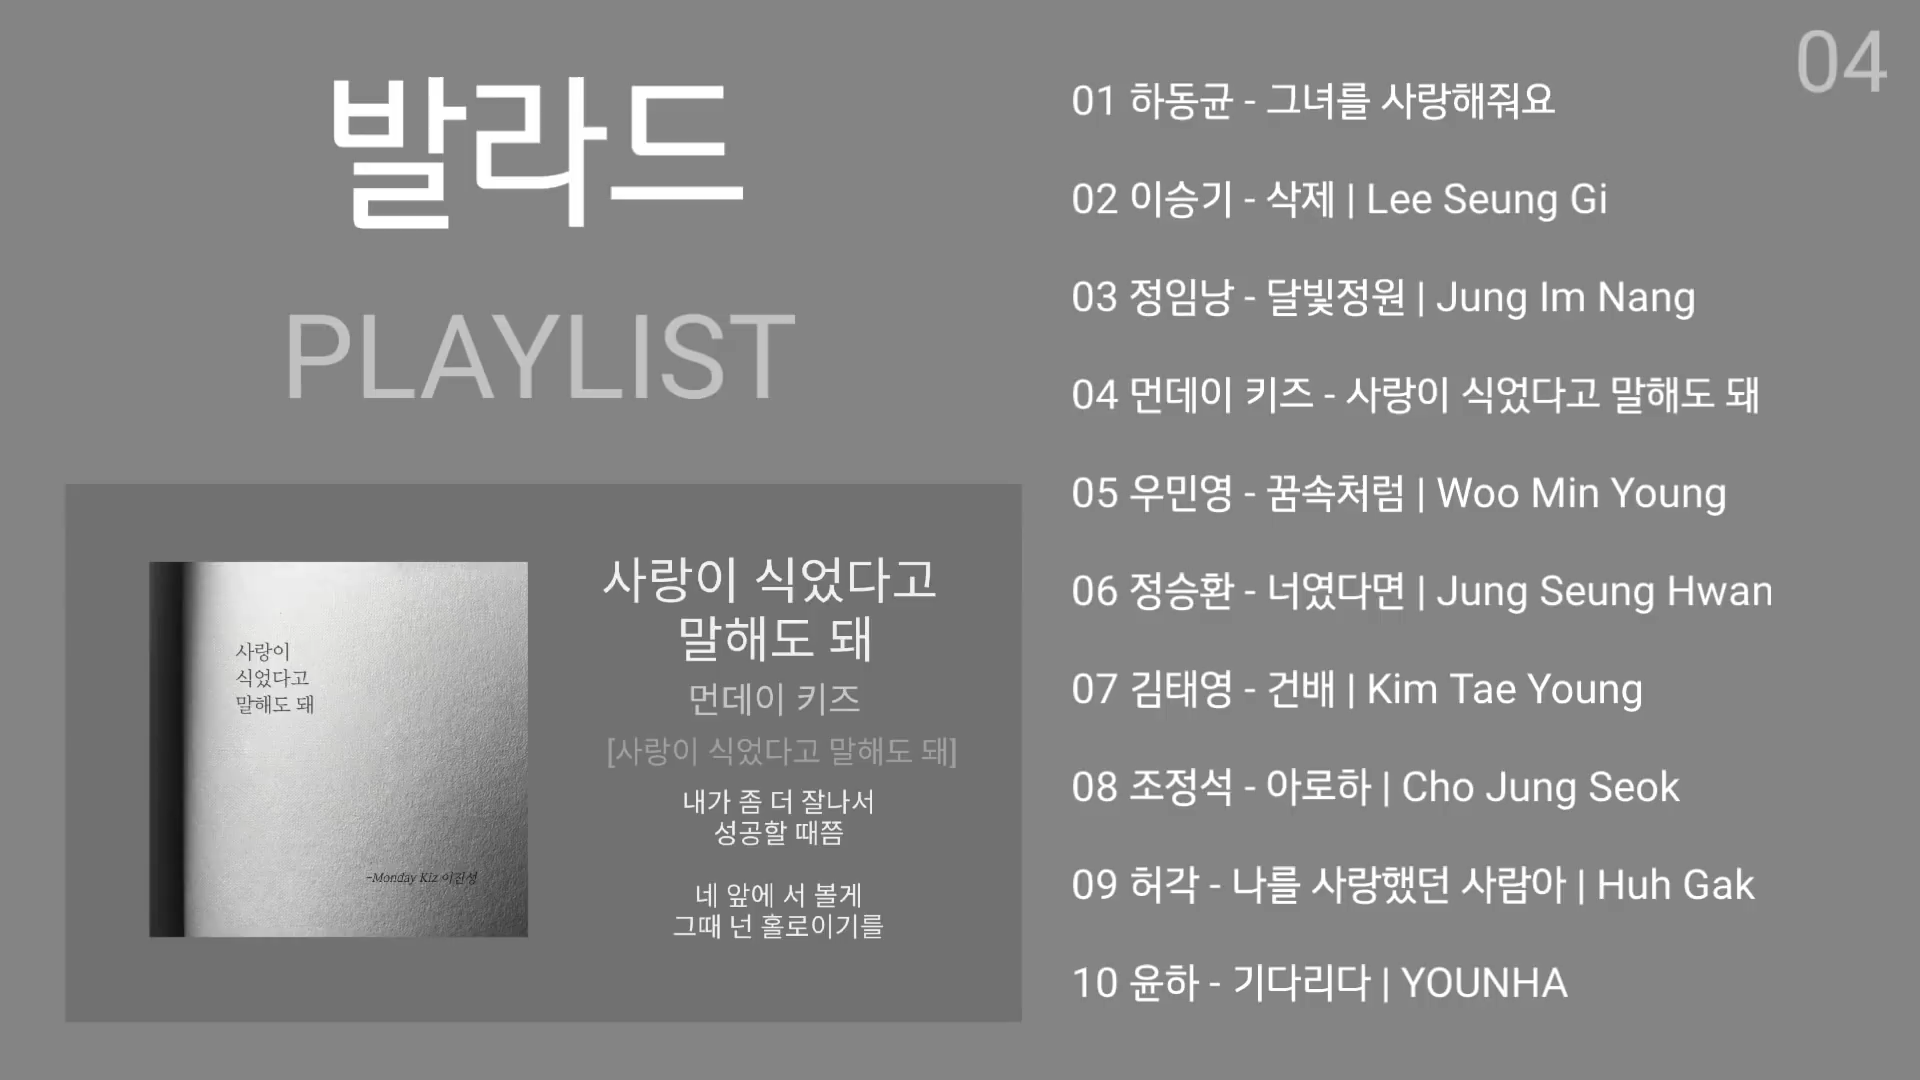 발라드
PLAYLIST
사랑이
식었다고
말해도 돼
-Monday Kiz 이진성
사랑이 식었다고
말해도 돼
먼데이 키즈
[사랑이 식었다고 말해도 돼]
내가 좀 더 잘나서
성공할 때쯤
네 앞에 서 볼게
그때 넌 홀로이기를
04
01 하동균 - 그녀를 사랑해줘요
02 이승기 - 삭제 | Lee Seung Gi
03 정임낭 - 달빛정원 | Jung Im Nang
04 먼데이 키즈 - 사랑이 식었다고 말해도 돼
05 우민영 - 꿈속처럼 | Woo Min Young
06 정승환 - 너였다면 | Jung Seung Hwan
07 김태영 - 건배 | Kim Tae Young
08 조정석 - 아로하 | Cho Jung Seok
09 허각 - 나를 사랑했던 사람아 | Huh Gak
10 윤하 - 기다리다 | YOUNHA